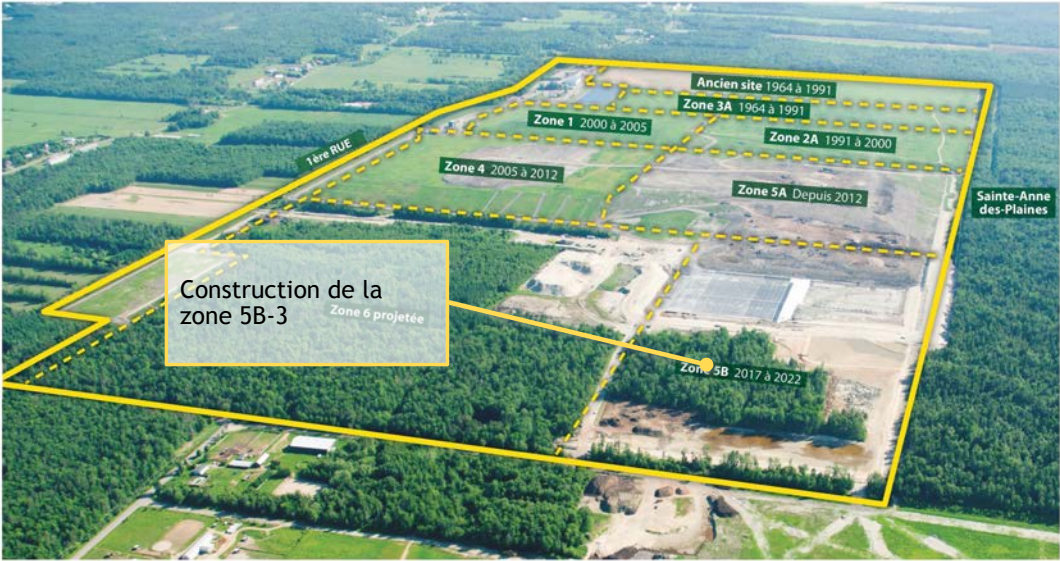 Ancien site 1964 à 1991
Zone 3A 1964 à 1991
Zone 1 2000 à 2005
Zone 2A 1991 à 2000
1ère RUE
Zone 4 2005 à 2012
Zone 5A Depuis 2012
Sainte-Anne
des-Plaines
Construction de la
zone 5B-3
Zone 6 projetée
Zone 5B 2017 à 2022